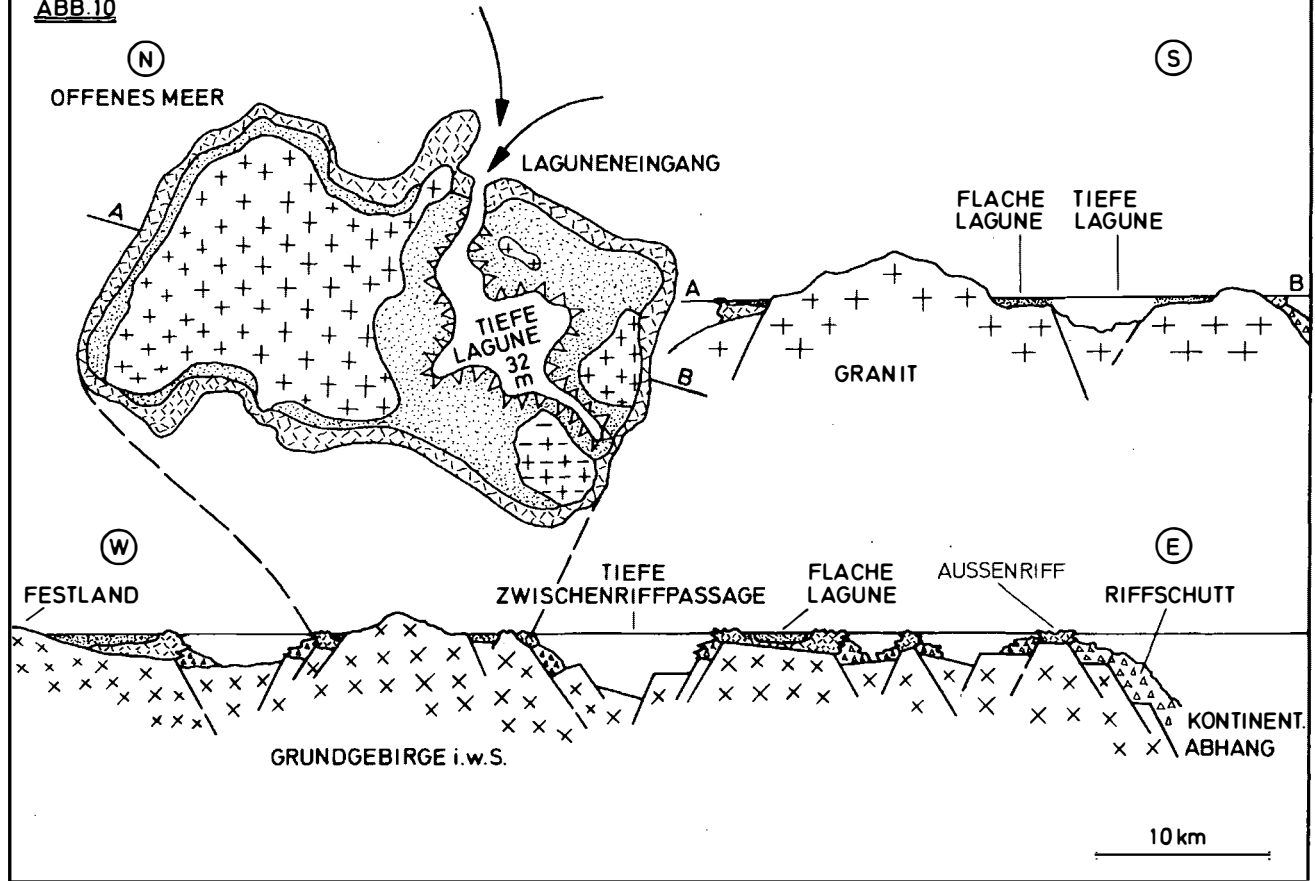 ABB.10
N
OFFENES MEER
S
LAGUNENEINGANG
FLACHE
LAGUNE
TIEFE
LAGUNE
A
A
B
TIEFE
LAGUNE
32
m
B
GRANIT
W
E
FESTLAND
TIEFE
ZWISCHENRIFFPASSAGE
FLACHE
LAGUNE
AUSSENRIFF
RIFFSCHUTT
KONTINENT.
ABHANG
GRUNDGEBIRGE i.w.S.
10 km